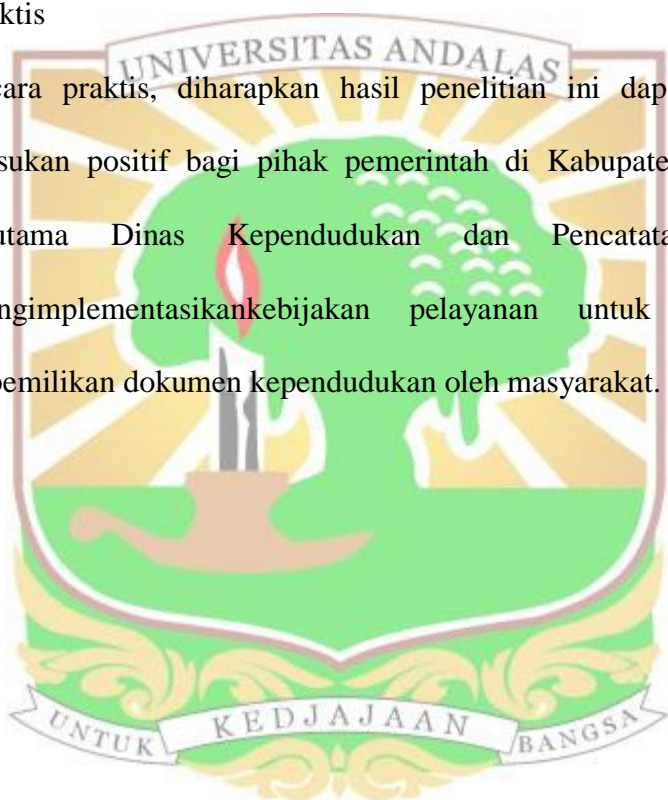 aktis
UNIVERSITAS ANDALAS
cara praktis, diharapkan hasil penelitian ini dap
sukan positif bagi pihak pemerintah di Kabupate
utama Dinas Kependudukan dan Pencatata
ngimplementasikankebijakan pelayanan untuk
pemilikan dokumen kependudukan oleh masyarakat.
UNTUK KEDJAJAAN BANGSA